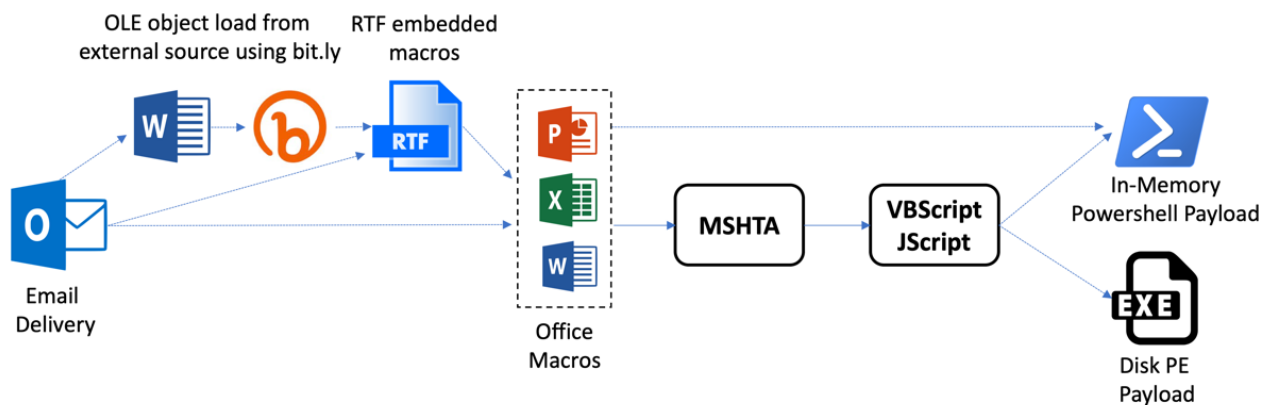 OLE object load from
external source using bit.ly
RTF embedded
macros
W
b
RTF
O
Email
Delivery
P
X
W
Office
Macros
MSHTA
VBScript
JScript
In-Memory
Powershell Payload
EXE
Disk PE
Payload